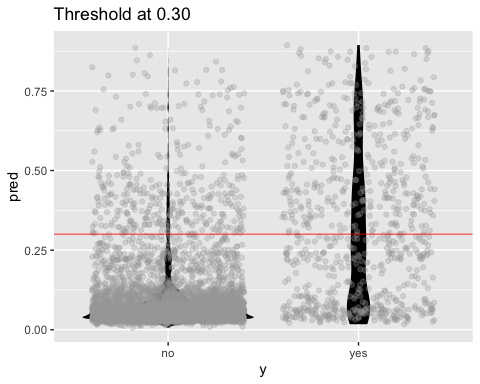 Threshold at 0.30
pred
0.75
0.50
0.25
0.00
no yes
y